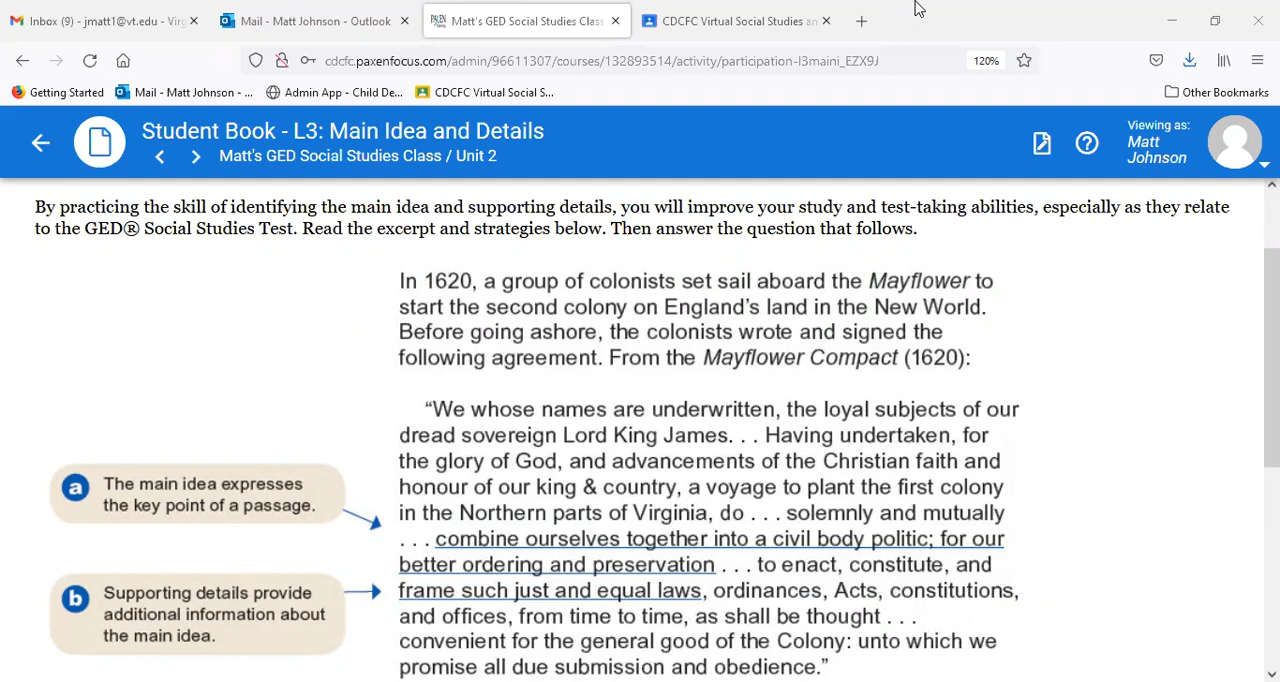 Inbox (9) - jmatt1@vt.edu - Virg
Mail - Matt Johnson - Outlook
Matt's GED Social Studies Class
CDCFC Virtual Social Studies an
cdcfc.paxenfocus.com/admin/96611307/courses/132893514/activity/participation-l3maini_EZX9J
120%
Getting Started
Mail - Matt Johnson - ...
Admin App - Child De...
CDCFC Virtual Social S...
Other Bookmarks
Student Book - L3: Main Idea and Details
Matt's GED Social Studies Class / Unit 2
Viewing as:
Matt
Johnson
By practicing the skill of identifying the main idea and supporting details, you will improve your study and test-taking abilities, especially as they relate
to the GED® Social Studies Test. Read the excerpt and strategies below. Then answer the question that follows.
In 1620, a group of colonists set sail aboard the Mayflower to
start the second colony on England's land in the New World.
Before going ashore, the colonists wrote and signed the
following agreement. From the Mayflower Compact (1620):
“We whose names are underwritten, the loyal subjects of our
dread sovereign Lord King James. . . Having undertaken, for
the glory of God, and advancements of the Christian faith and
honour of our king & country, a voyage to plant the first colony
in the Northern parts of Virginia, do . . . solemnly and mutually
. . . combine ourselves together into a civil body politic; for our
better ordering and preservation . . . to enact, constitute, and
frame such just and equal laws, ordinances, Acts, constitutions,
and offices, from time to time, as shall be thought . . .
convenient for the general good of the Colony: unto which we
promise all due submission and obedience.”
a
The main idea expresses
the key point of a passage.
b
Supporting details provide
additional information about
the main idea.